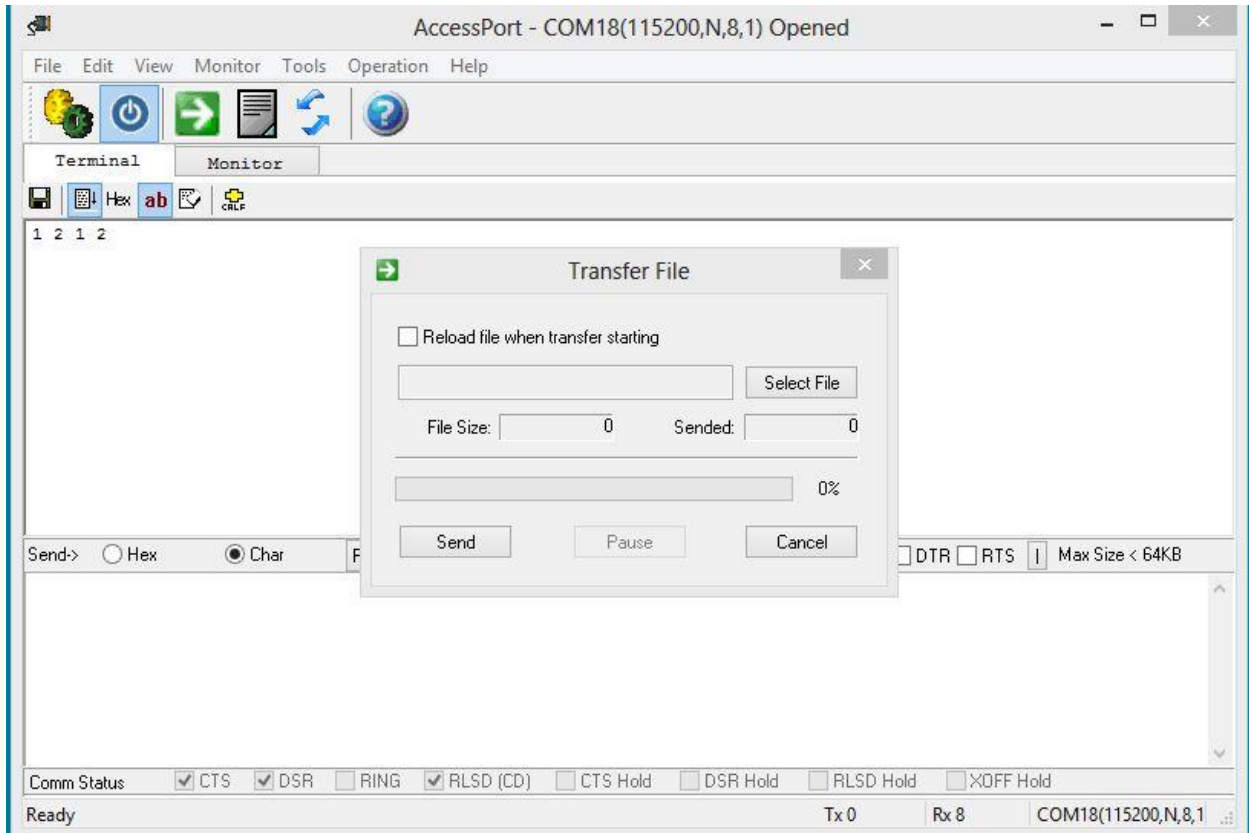 AccessPort - COM18(115200,N,8,1) Opened
File Edit View Monitor Tools Operation Help
Terminal Monitor
Hex ab CRLF
1 2 1 2
Transfer File
Reload file when transfer starting
Select File
File Size: 0 Sended: 0
0%
Send Pause Cancel
Send-> Hex Char DTR RTS Max Size < 64KB
Comm Status CTS DSR RING RLSD (CD) CTS Hold DSR Hold RLSD Hold XOFF Hold
Ready Tx 0 Rx 8 COM18(115200,N,8,1